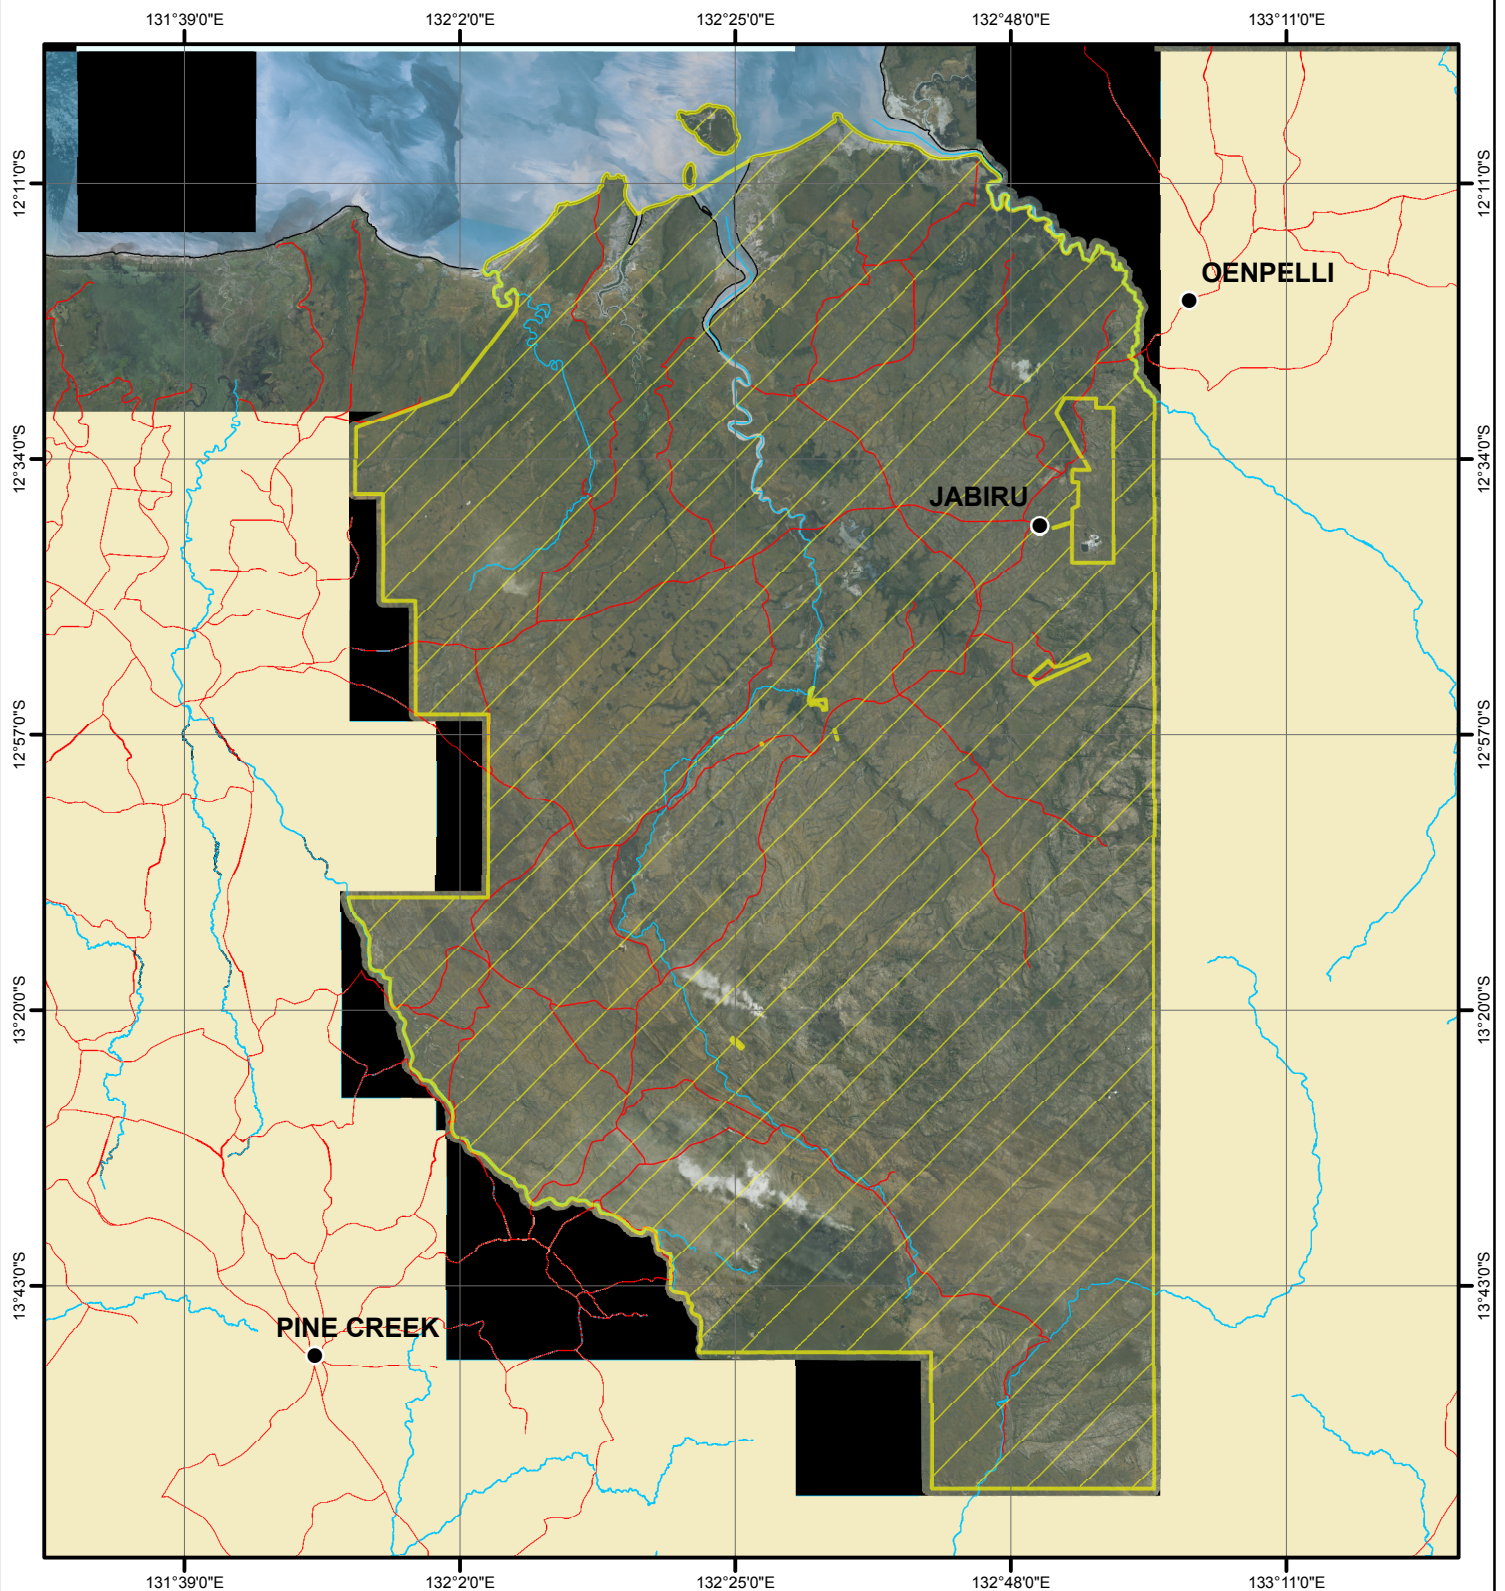 131°39'0"E 132°2'0"E 132°25'0"E 132°48'0"E 133°11'0"E
12°11'0"S 12°11'0"S
OENPELLI
12°34'0"S 12°34'0"S
JABIRU
12°57'0"S 12°57'0"S
13°20'0"S 13°20'0"S
13°43'0"S 13°43'0"S
PINE CREEK
131°39'0"E 132°2'0"E 132°25'0"E 132°48'0"E 133°10'0"E